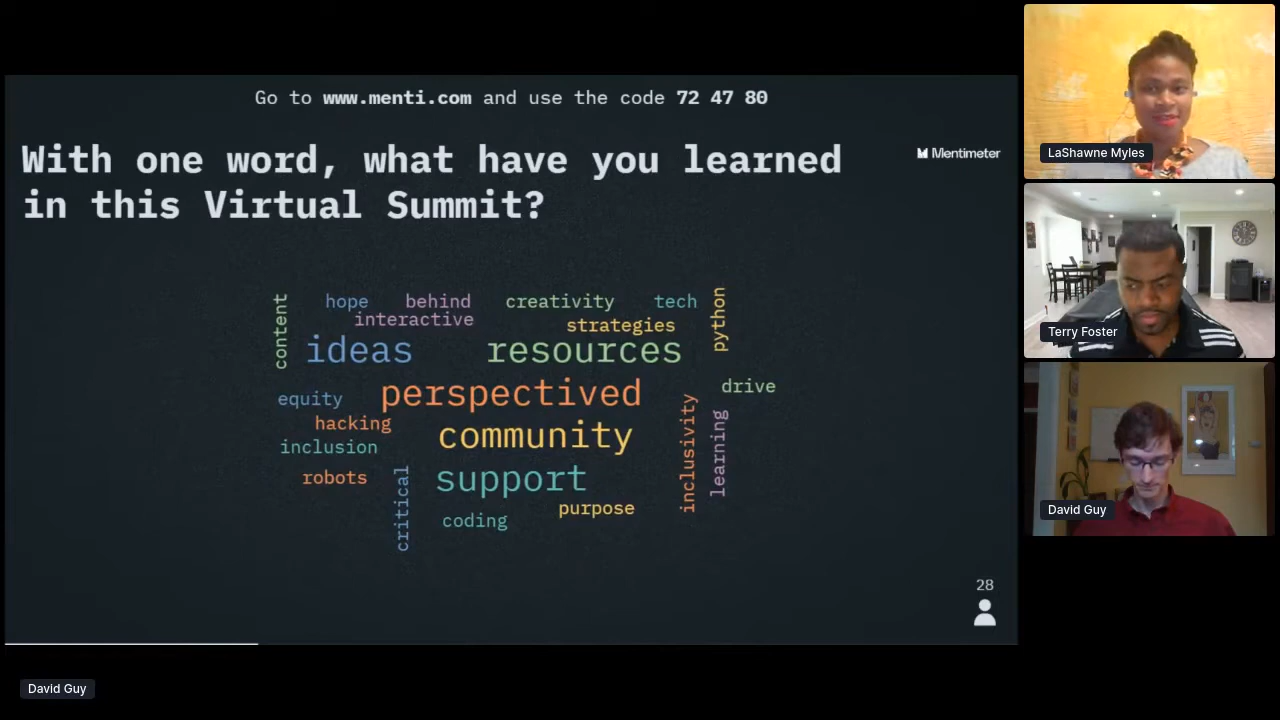 Go to www.menti.com and use the code 72 47 80
With one word, what have you learned
in this Virtual Summit?
Mentimeter
content
hope
behind
creativity
tech
python
interactive
strategies
ideas
resources
equity
perspectived
drive
hacking
community
inclusivity
learning
inclusion
robots
critical
support
coding
purpose
28
LaShawne Myles
Terry Foster
David Guy
David Guy